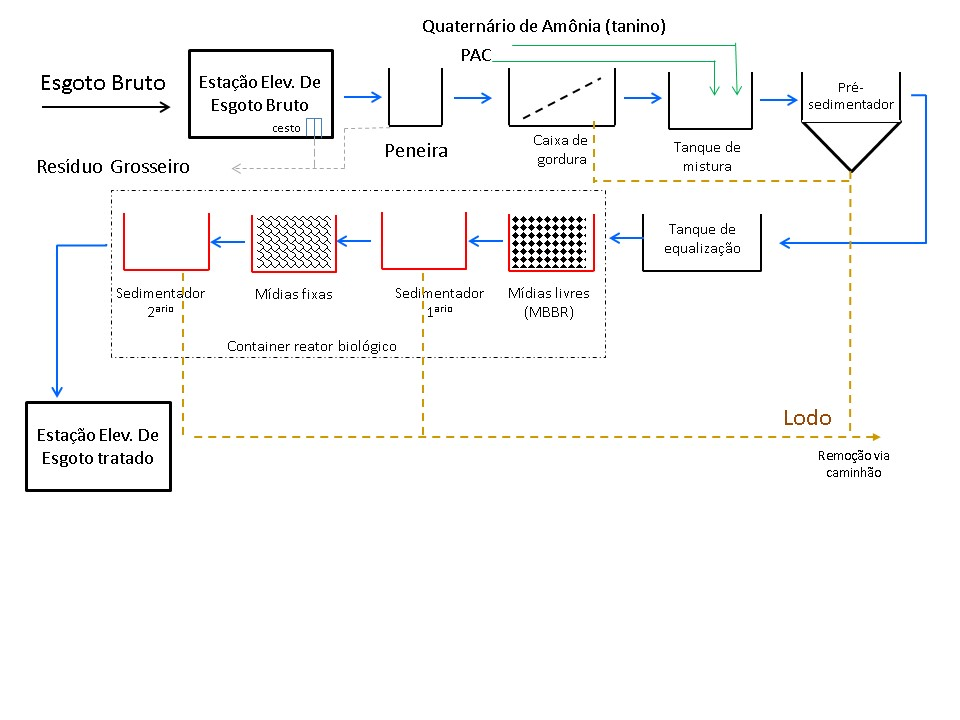 Quaternário de Amônia (tanino)
PAC
Esgoto Bruto
Estação Elev. De
Esgoto Bruto
cesto
Pré-
sedimentador
Peneira
Caixa de
gordura
Tanque de
mistura
Resíduo Grosseiro
Tanque de
equalização
Sedimentador
2ario
Mídias fixas
Sedimentador
1ario
Mídias livres
(MBBR)
Container reator biológico
Estação Elev. De
Esgoto tratado
Lodo
Remoção via
caminhão